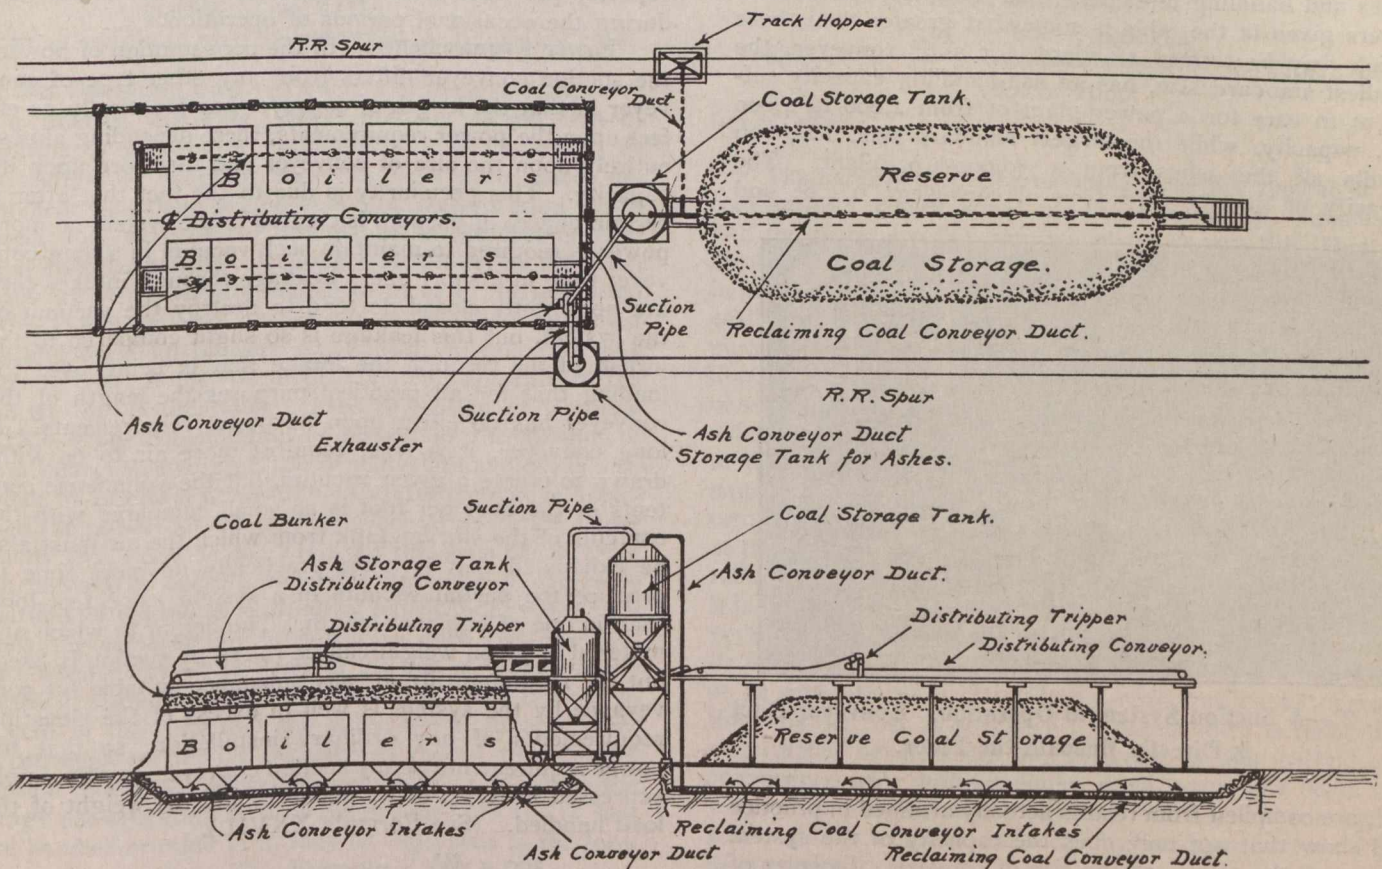 Track Hopper
R.R. Spur
Coal Conveyor
Duct
Coal Storage Tank.
Boilers
Reserve
℄ Distributing Conveyors.
Boilers
Coal Storage.
Suction
Pipe
Reclaiming Coal Conveyor Duct.
R.R. Spur
Ash Conveyor Duct
Suction Pipe
Exhauster
Ash Conveyor Duct
Storage Tank for Ashes.
Suction Pipe
Coal Storage Tank.
Coal Bunker
Ash Storage Tank
Distributing Conveyor
Ash Conveyor Duct.
Distributing Tripper
Distributing Tripper
Distributing Conveyor.
Boilers
Reserve Coal Storage
Ash Conveyor Intakes
Reclaiming Coal Conveyor Intakes
Ash Conveyor Duct
Reclaiming Coal Conveyor Duct.